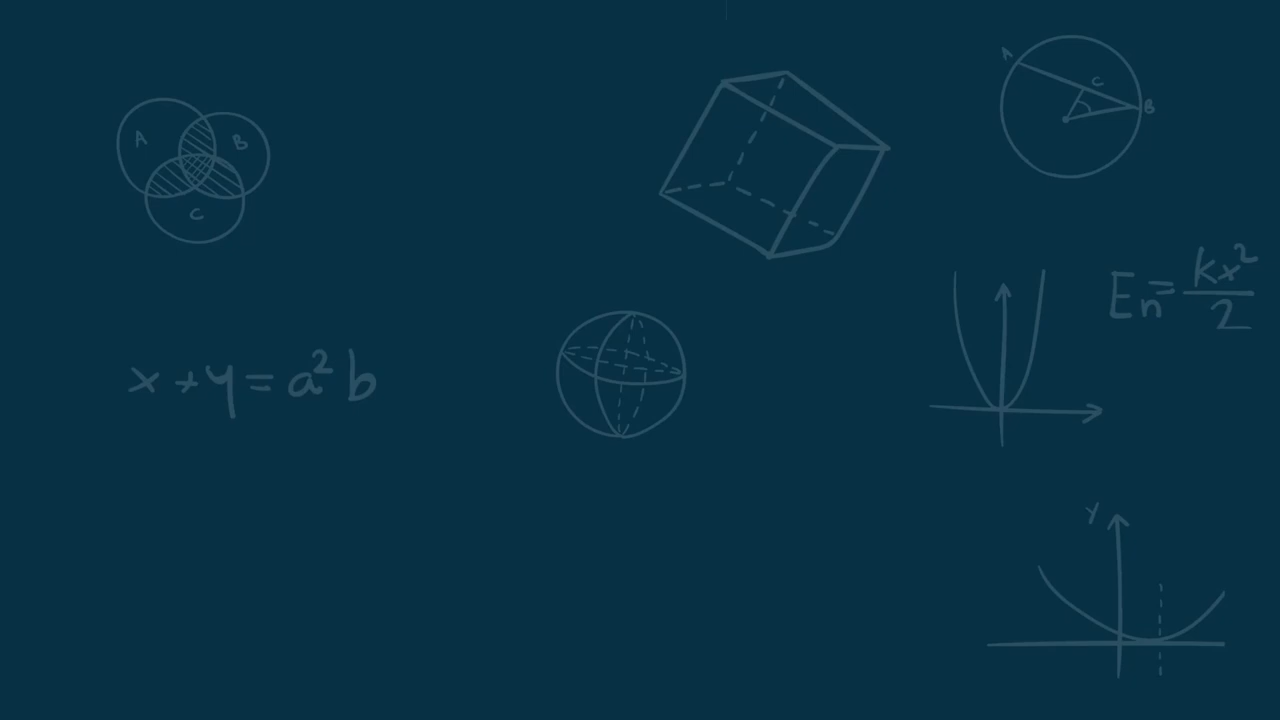 A
B
C
A
C
B
En = kx²/2
x + y = a² b
Y